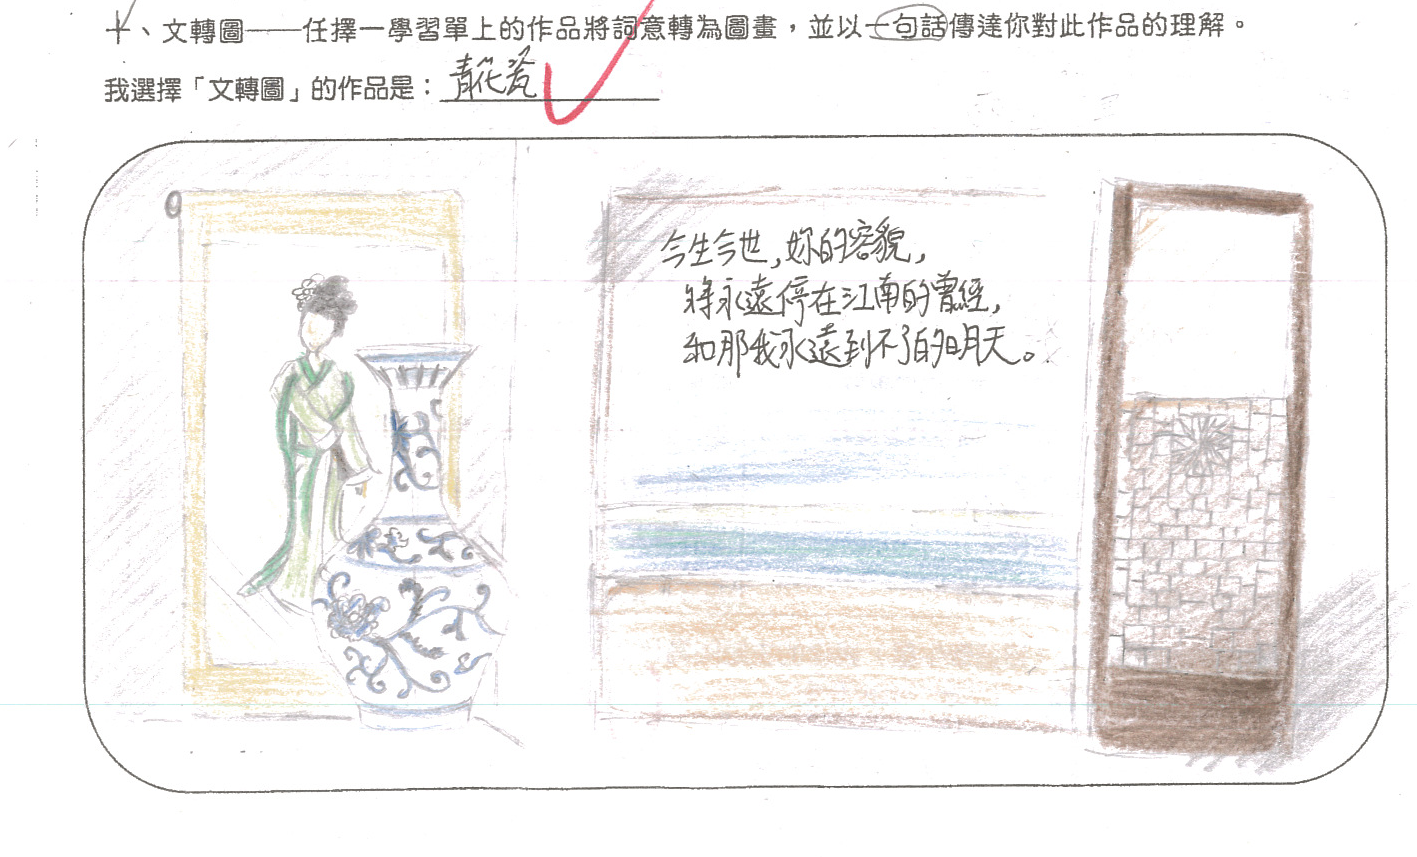 十、文轉圖——任擇一學習單上的作品將詞意轉為圖畫，並以一句話傳達你對此作品的理解。
我選擇「文轉圖」的作品是：青花瓷
今生今世，妳的容貌，
將永遠停在江南的曾經，
和那我永遠到不了的明天。